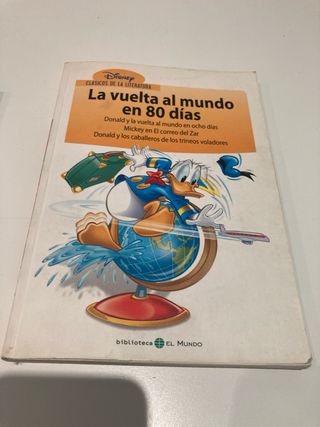 Disney
CLÁSICOS DE LA LITERATURA
La vuelta al mundo
en 80 días
Donald y la vuelta al mundo en ocho días
Mickey en El correo del Zar
Donald y los caballeros de los trineos voladores
biblioteca EL MUNDO